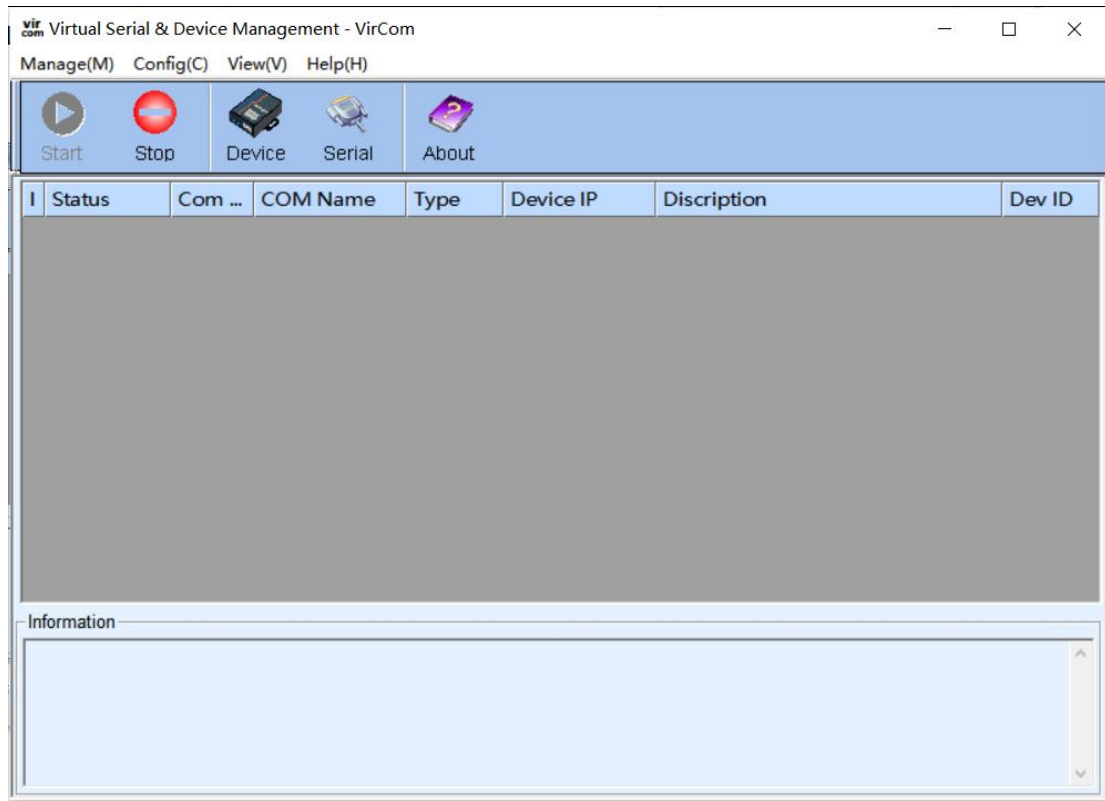 vir com Virtual Serial & Device Management - VirCom
Manage(M) Config(C) View(V) Help(H)
Start Stop Device Serial About
I Status Com ... COM Name Type Device IP Discription Dev ID
Information